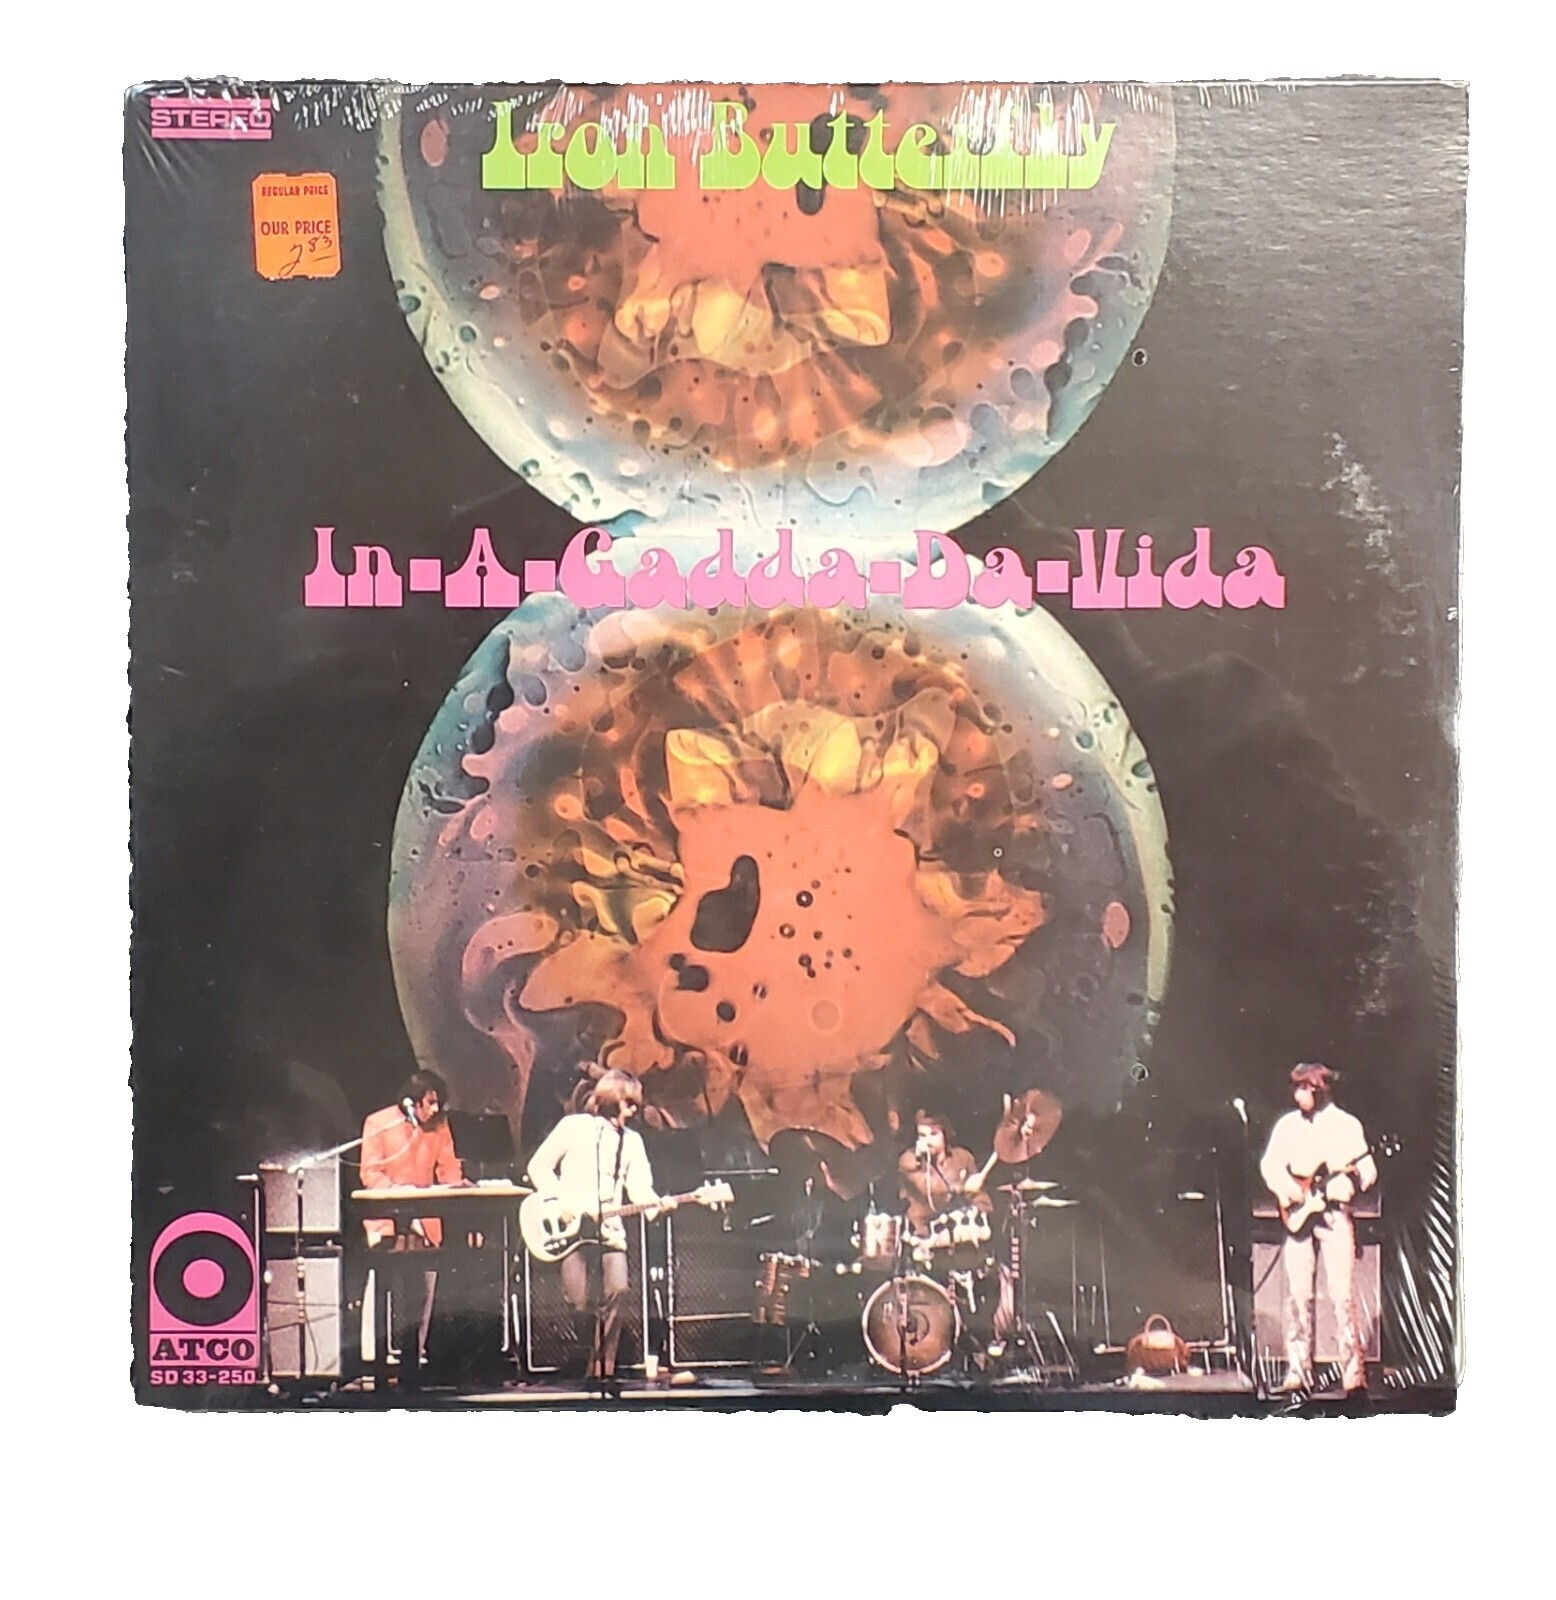 STEREO
Iron Butterfly
REGULAR PRICE
OUR PRICE
2 83
In-A-Gadda-Da-Vida
ATCO
SD 33-250